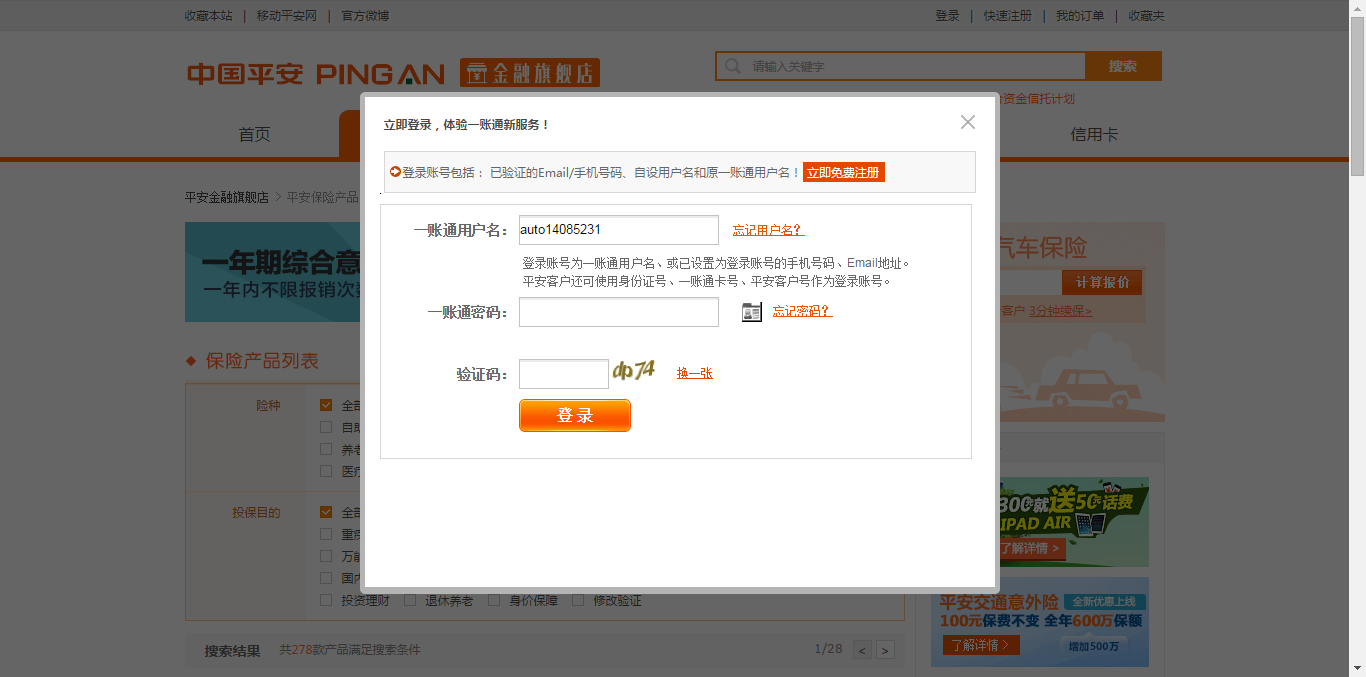 收藏本站 | 移动平安网 | 官方微博
登录 | 快速注册 | 我的订单 | 收藏夹
中国平安 PING AN 金融旗舰店
请输入关键字 搜索
资金信托计划
首页 信用卡
平安金融旗舰店 > 平安保险产品
立即登录，体验一账通新服务！
登录账号包括： 已验证的Email/手机号码、自设用户名和原一账通用户名！ 立即免费注册
一账通用户名： auto14085231 忘记用户名？
登录账号为一账通用户名、或已设置为登录账号的手机号码、Email地址。
平安客户还可使用身份证号、一账通卡号、平安客户号作为登录账号。
一账通密码： 忘记密码？
验证码： dp74 换一张
登 录
一年期综合意
一年内不限报销次
汽车保险
计算报价
客户 3分钟续保>
保险产品列表
险种 全部
自助
养老
医疗
投保目的 全部
重疾
万能
国内
投资理财 退休养老 身价保障 修改验证
搜索结果 共278款产品满足搜索条件 1/28 < >
300就送50元话费
IPAD AIR
了解详情 >
平安交通意外险 全新优惠上线
100元保费不变 全年600万保额
了解详情 > 增加500万